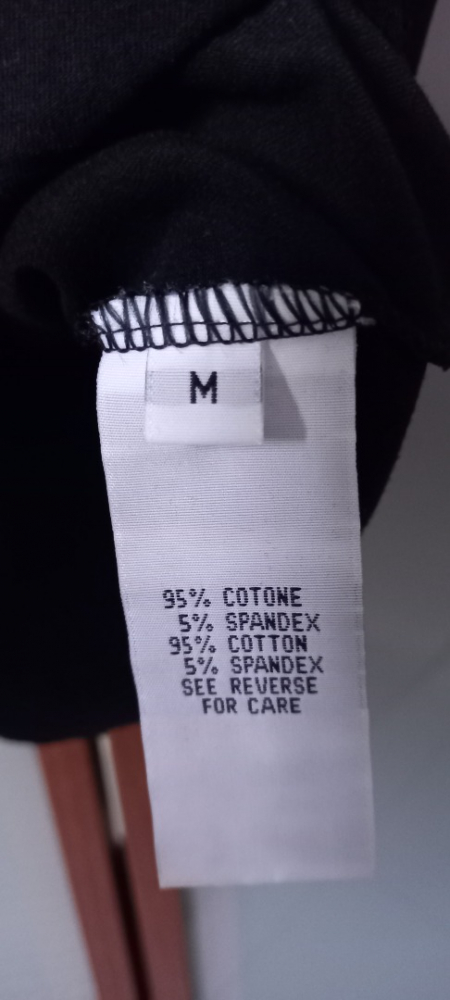 M
95% COTONE
5% SPANDEX
95% COTTON
5% SPANDEX
SEE REVERSE
FOR CARE